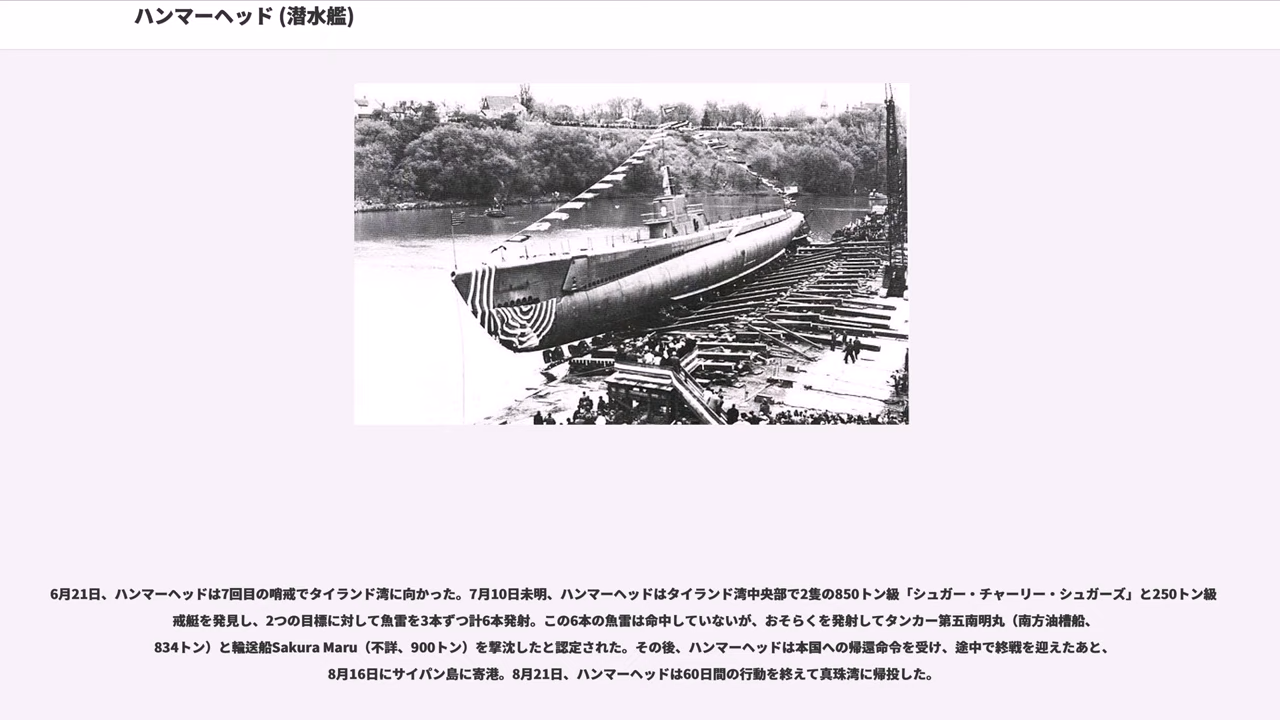 ハンマーヘッド (潜水艦)
6月21日、ハンマーヘッドは7回目の哨戒でタイランド湾に向かった。7月10日未明、ハンマーヘッドはタイランド湾中央部で2隻の850トン級「シュガー・チャーリー・シュガーズ」と250トン級
戒艇を発見し、2つの目標に対して魚雷を3本ずつ計6本発射。この6本の魚雷は命中していないが、おそらくを発射してタンカー第五南明丸（南方油槽船、
834トン）と輸送船Sakura Maru（不詳、900トン）を撃沈したと認定された。その後、ハンマーヘッドは本国への帰還命令を受け、途中で終戦を迎えたあと、
8月16日にサイパン島に寄港。8月21日、ハンマーヘッドは60日間の行動を終えて真珠湾に帰投した。